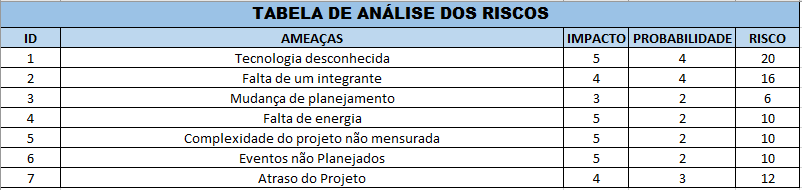 TABELA DE ANÁLISE DOS RISCOS
ID AMEAÇAS IMPACTO PROBABILIDADE RISCO
1 Tecnologia desconhecida 5 4 20
2 Falta de um integrante 4 4 16
3 Mudança de planejamento 3 2 6
4 Falta de energia 5 2 10
5 Complexidade do projeto não mensurada 5 2 10
6 Eventos não Planejados 5 2 10
7 Atraso do Projeto 4 3 12